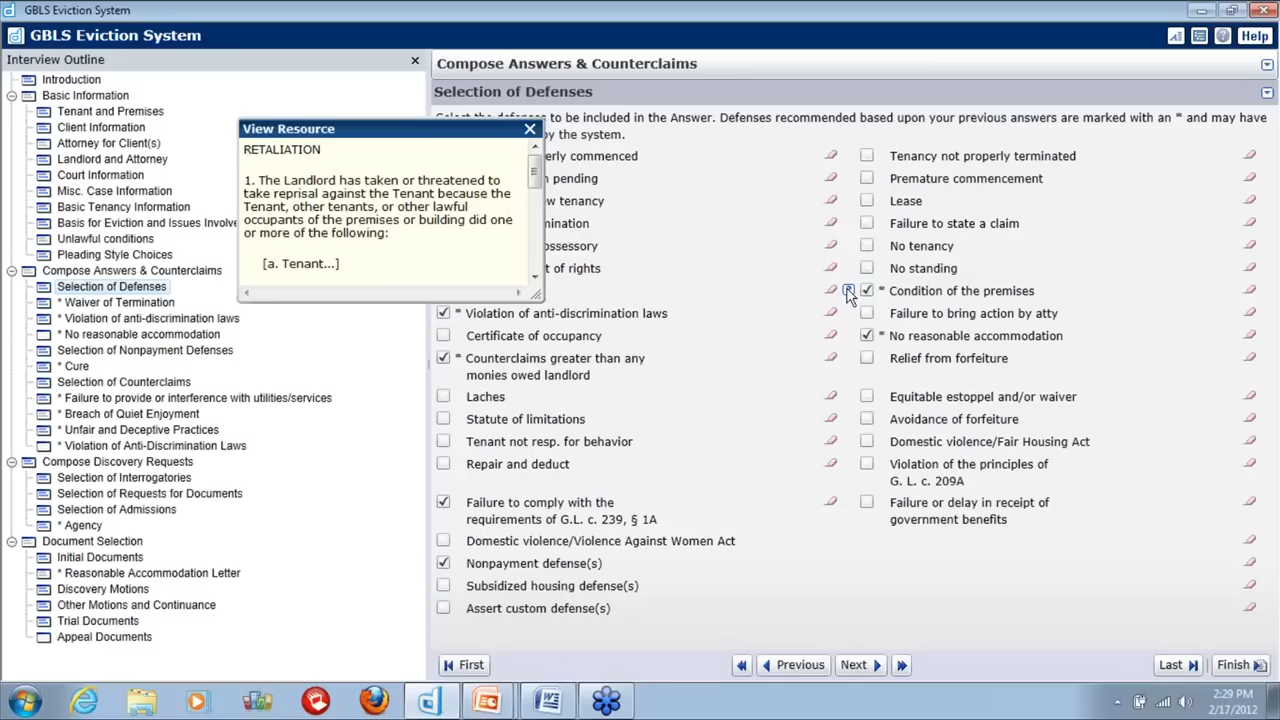 GBLS Eviction System
GBLS Eviction System
Help
Interview Outline
Introduction
Basic Information
Tenant and Premises
Client Information
Attorney for Client(s)
Landlord and Attorney
Court Information
Misc. Case Information
Basic Tenancy Information
Basis for Eviction and Issues Involve
Unlawful conditions
Pleading Style Choices
Compose Answers & Counterclaims
Selection of Defenses
* Waiver of Termination
* Violation of anti-discrimination laws
* No reasonable accommodation
Selection of Nonpayment Defenses
* Cure
Selection of Counterclaims
* Failure to provide or interference with utilities/services
* Breach of Quiet Enjoyment
* Unfair and Deceptive Practices
* Violation of Anti-Discrimination Laws
Compose Discovery Requests
Selection of Interrogatories
Selection of Requests for Documents
Selection of Admissions
* Agency
Document Selection
Initial Documents
* Reasonable Accommodation Letter
Discovery Motions
Other Motions and Continuance
Trial Documents
Appeal Documents
View Resource
RETALIATION
1. The Landlord has taken or threatened to
take reprisal against the Tenant because the
Tenant, other tenants, or other lawful
occupants of the premises or building did one
or more of the following:
[a. Tenant...]
Compose Answers & Counterclaims
Selection of Defenses
to be included in the Answer. Defenses recommended based upon your previous answers are marked with an * and may have
by the system.
commenced
Tenancy not properly terminated
pending
Premature commencement
tenancy
Lease
Failure to state a claim
No tenancy
of rights
No standing
* Condition of the premises
* Violation of anti-discrimination laws
Failure to bring action by atty
Certificate of occupancy
* No reasonable accommodation
* Counterclaims greater than any
monies owed landlord
Relief from forfeiture
Laches
Equitable estoppel and/or waiver
Statute of limitations
Avoidance of forfeiture
Tenant not resp. for behavior
Domestic violence/Fair Housing Act
Repair and deduct
Violation of the principles of
G. L. c. 209A
Failure to comply with the
requirements of G.L. c. 239, § 1A
Failure or delay in receipt of
government benefits
Domestic violence/Violence Against Women Act
Nonpayment defense(s)
Subsidized housing defense(s)
Assert custom defense(s)
First
Previous
Next
Last
Finish
2:29 PM
2/17/2012